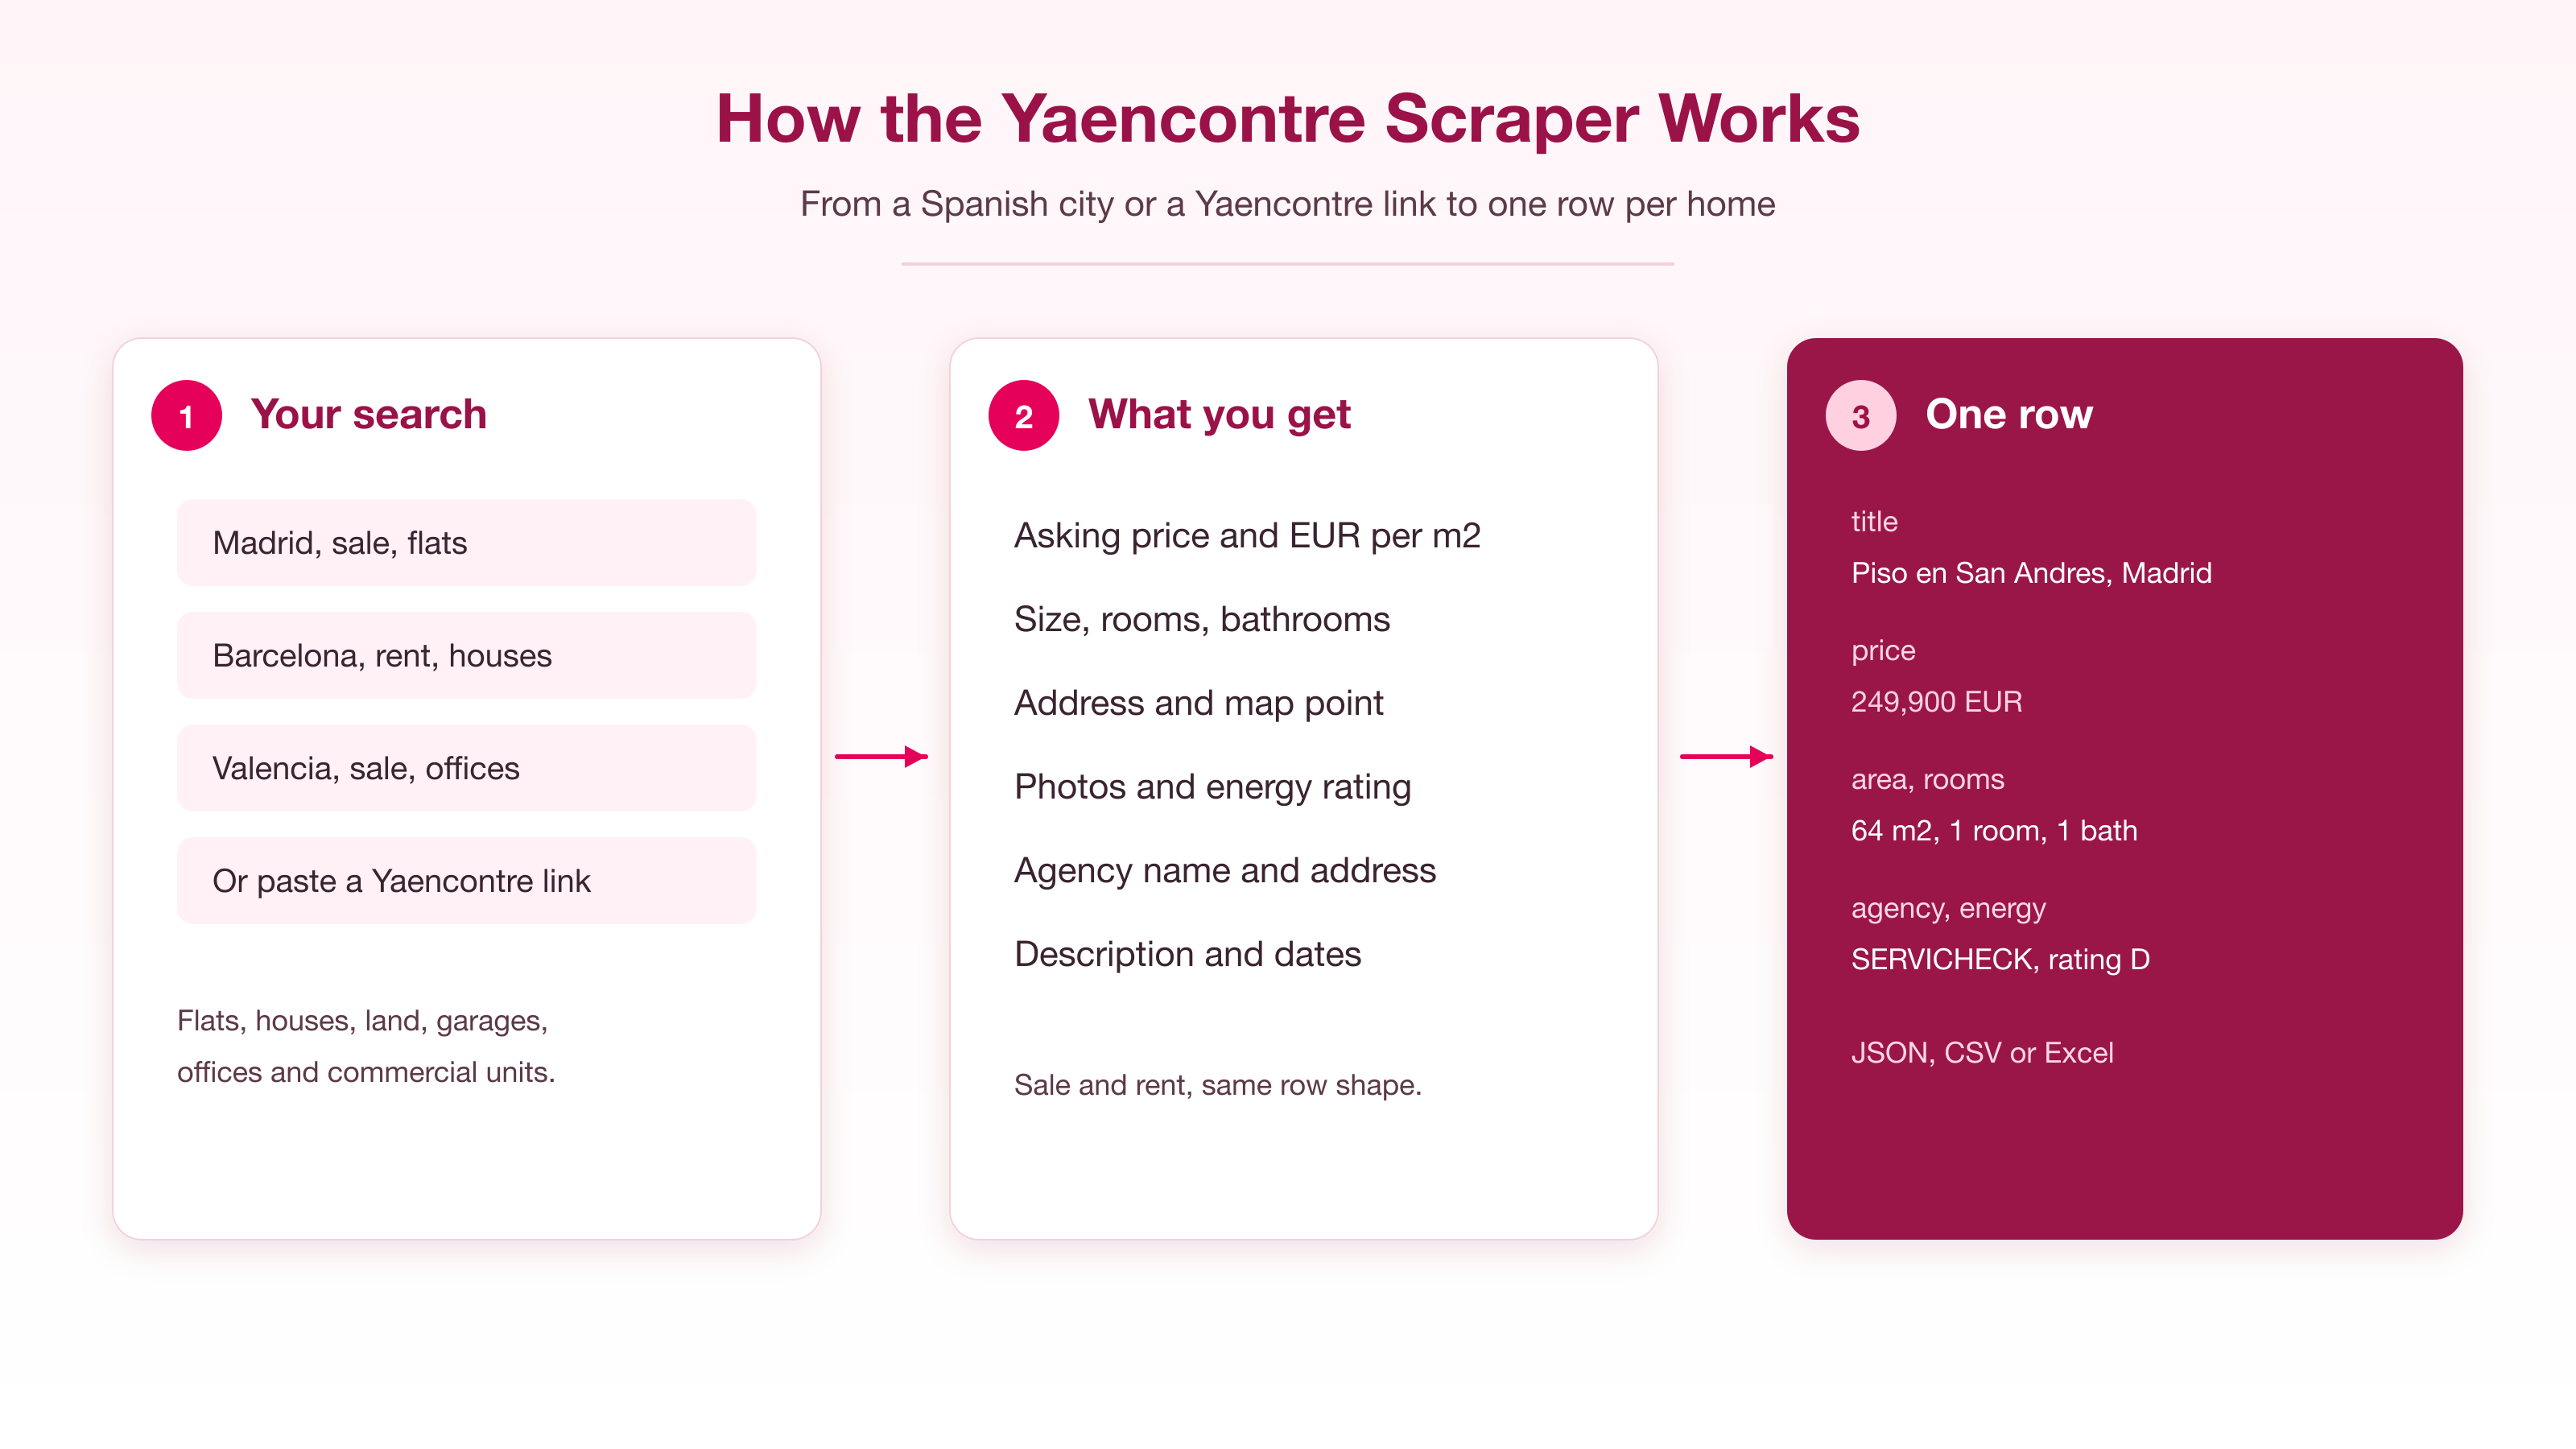 How the Yaencontre Scraper Works
From a Spanish city or a Yaencontre link to one row per home
1 Your search
Madrid, sale, flats
Barcelona, rent, houses
Valencia, sale, offices
Or paste a Yaencontre link
Flats, houses, land, garages,
offices and commercial units.
2 What you get
Asking price and EUR per m2
Size, rooms, bathrooms
Address and map point
Photos and energy rating
Agency name and address
Description and dates
Sale and rent, same row shape.
3 One row
title
Piso en San Andres, Madrid
price
249,900 EUR
area, rooms
64 m2, 1 room, 1 bath
agency, energy
SERVICHECK, rating D
JSON, CSV or Excel